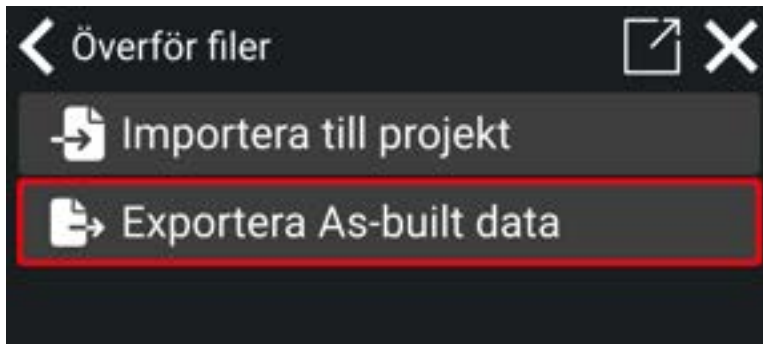 Överför filer
Importera till projekt
Exportera As-built data